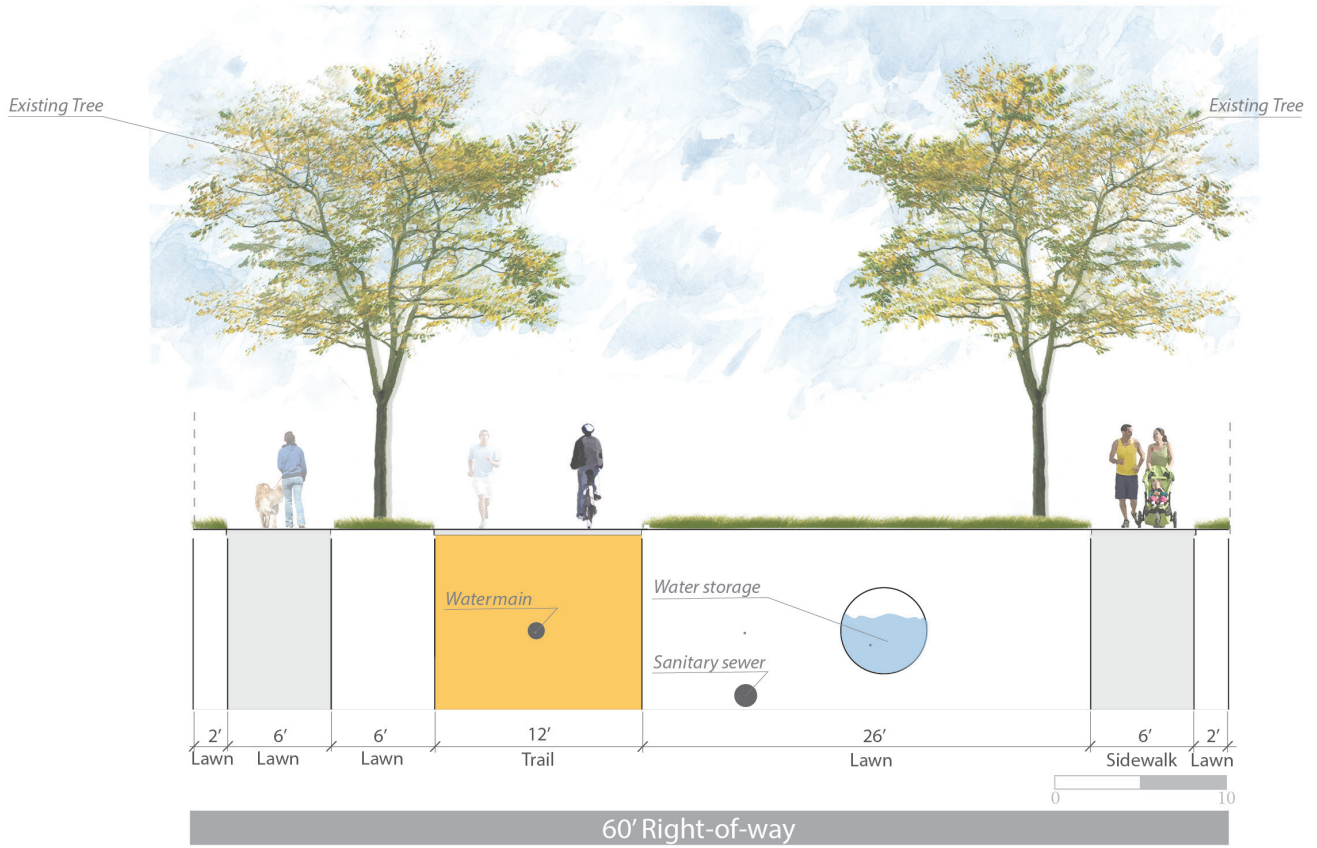 Existing Tree
Existing Tree
Watermain
Water storage
Sanitary sewer
2’
6’
6’
12’
26’
6’
2’
Lawn
Lawn
Lawn
Trail
Lawn
Sidewalk
Lawn
0
10
60’ Right-of-way